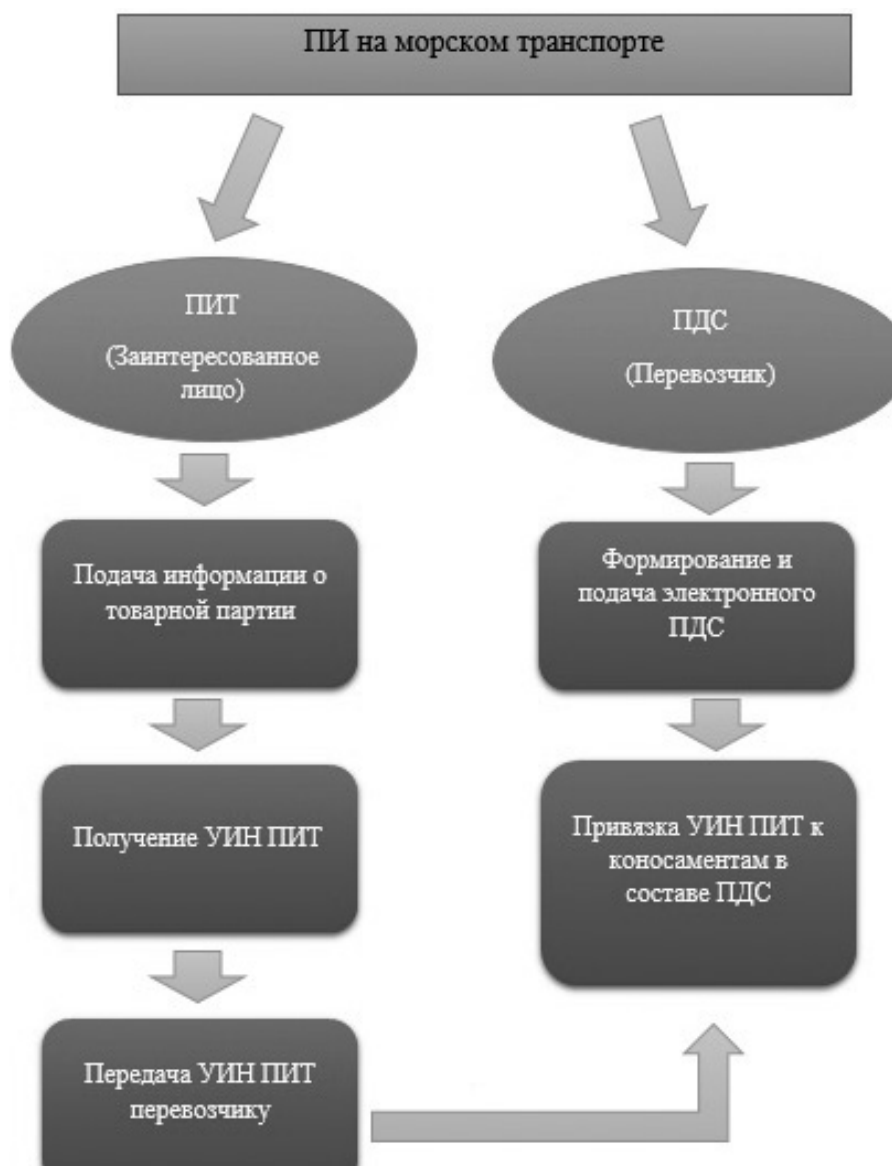 ПИ на морском транспорте
ПИТ
(Заинтересованное
лицо)
Подача информации о
товарной партии
Получение УИН ПИТ
Передача УИН ПИТ
перевозчику
ПДС
(Перевозчик)
Формирование и
подача электронного
ПДС
Привязка УИН ПИТ к
коносаментам в
составе ПДС